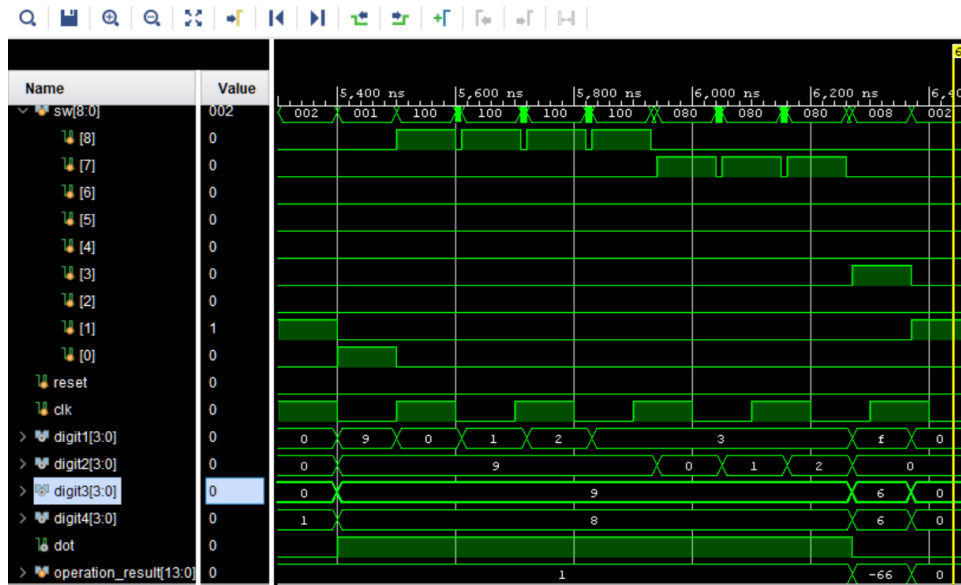 6
Name Value 5,400 ns 5,600 ns 5,800 ns 6,000 ns 6,200 ns 6,40
sw[8:0] 002 002 001 100 100 100 100 080 080 080 008 002
[8] 0
[7] 0
[6] 0
[5] 0
[4] 0
[3] 0
[2] 0
[1] 1
[0] 0
reset 0
clk 0
digit1[3:0] 0 0 9 0 1 2 3 f 0
digit2[3:0] 0 0 9 0 1 2 0
digit3[3:0] 0 0 9 6 0
digit4[3:0] 0 1 8 6 0
dot 0
operation_result[13:0] 0 1 -66 0